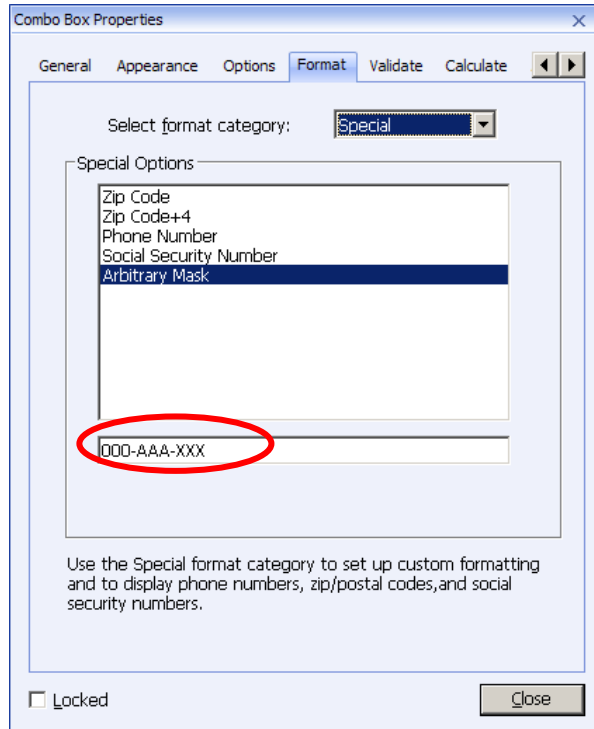 Combo Box Properties
General Appearance Options Format Validate Calculate
Select format category: Special
Special Options
Zip Code
Zip Code+4
Phone Number
Social Security Number
Arbitrary Mask
000-AAA-XXX
Use the Special format category to set up custom formatting
and to display phone numbers, zip/postal codes,and social
security numbers.
Locked
Close